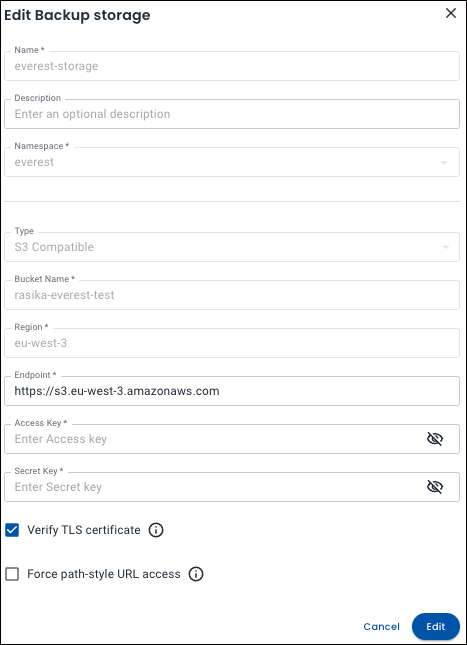 Edit Backup storage
Name *
everest-storage
Description
Enter an optional description
Namespace *
everest
Type
S3 Compatible
Bucket Name *
rasika-everest-test
Region *
eu-west-3
Endpoint *
https://s3.eu-west-3.amazonaws.com
Access Key *
Enter Access key
Secret Key *
Enter Secret key
Verify TLS certificate
Force path-style URL access
Cancel Edit